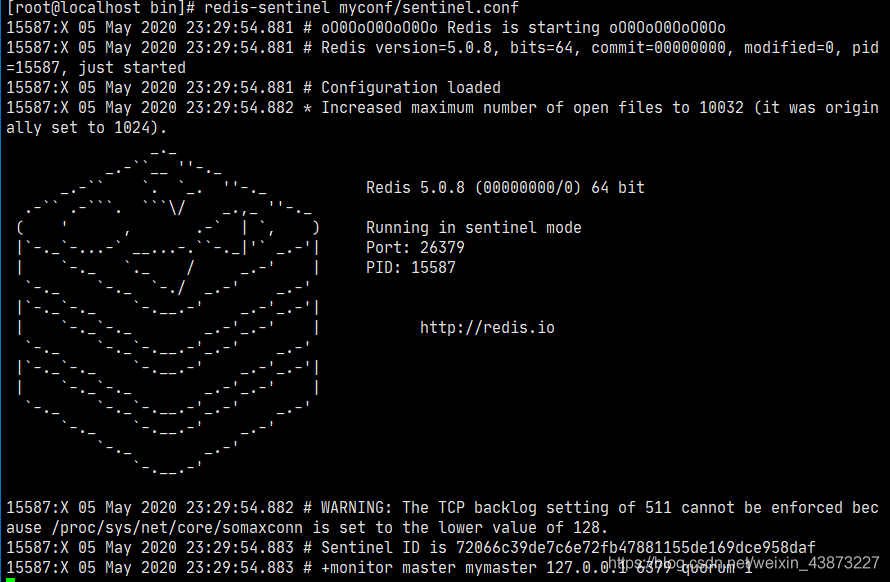 [root@localhost bin]# redis-sentinel myconf/sentinel.conf
15587:X 05 May 2020 23:29:54.881 # oO0OoO0OoO0Oo Redis is starting oO0OoO0OoO0Oo
15587:X 05 May 2020 23:29:54.881 # Redis version=5.0.8, bits=64, commit=00000000, modified=0, pid
=15587, just started
15587:X 05 May 2020 23:29:54.881 # Configuration loaded
15587:X 05 May 2020 23:29:54.882 * Increased maximum number of open files to 10032 (it was origin
ally set to 1024).
Redis 5.0.8 (00000000/0) 64 bit
Running in sentinel mode
Port: 26379
PID: 15587
http://redis.io
15587:X 05 May 2020 23:29:54.882 # WARNING: The TCP backlog setting of 511 cannot be enforced bec
ause /proc/sys/net/core/somaxconn is set to the lower value of 128.
15587:X 05 May 2020 23:29:54.883 # Sentinel ID is 72066c39de7c6e72fb47881155de169dce958daf
15587:X 05 May 2020 23:29:54.883 # +monitor master mymaster 127.0.0.1 6379 quorum 1
https://blog.csdn.net/weixin_43873227